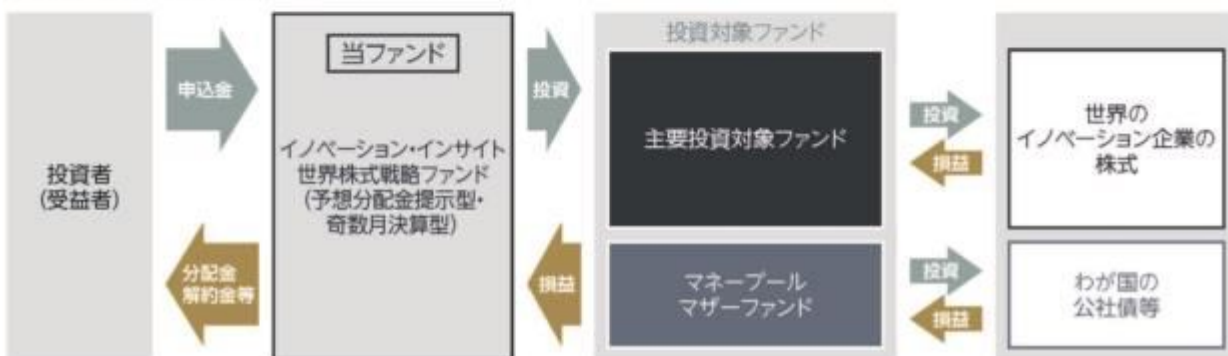 投資者
(受益者)
申込金
分配金
解約金等
当ファンド
イノベーション・インサイト
世界株式戦略ファンド
(予想分配金提示型・
奇数月決算型)
投資
損益
投資対象ファンド
主要投資対象ファンド
マネープール
マザーファンド
投資
損益
投資
損益
世界の
イノベーション企業の
株式
わが国の
公社債等